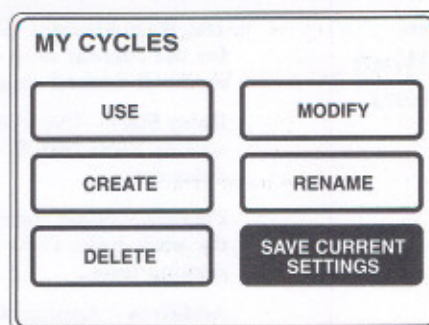 MY CYCLES
USE
MODIFY
CREATE
RENAME
DELETE
SAVE CURRENT
SETTINGS